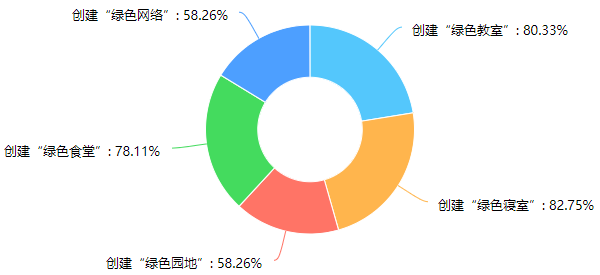 创建“绿色网络”: 58.26%
创建“绿色教室”: 80.33%
创建“绿色食堂”: 78.11%
创建“绿色寝室”: 82.75%
创建“绿色园地”: 58.26%